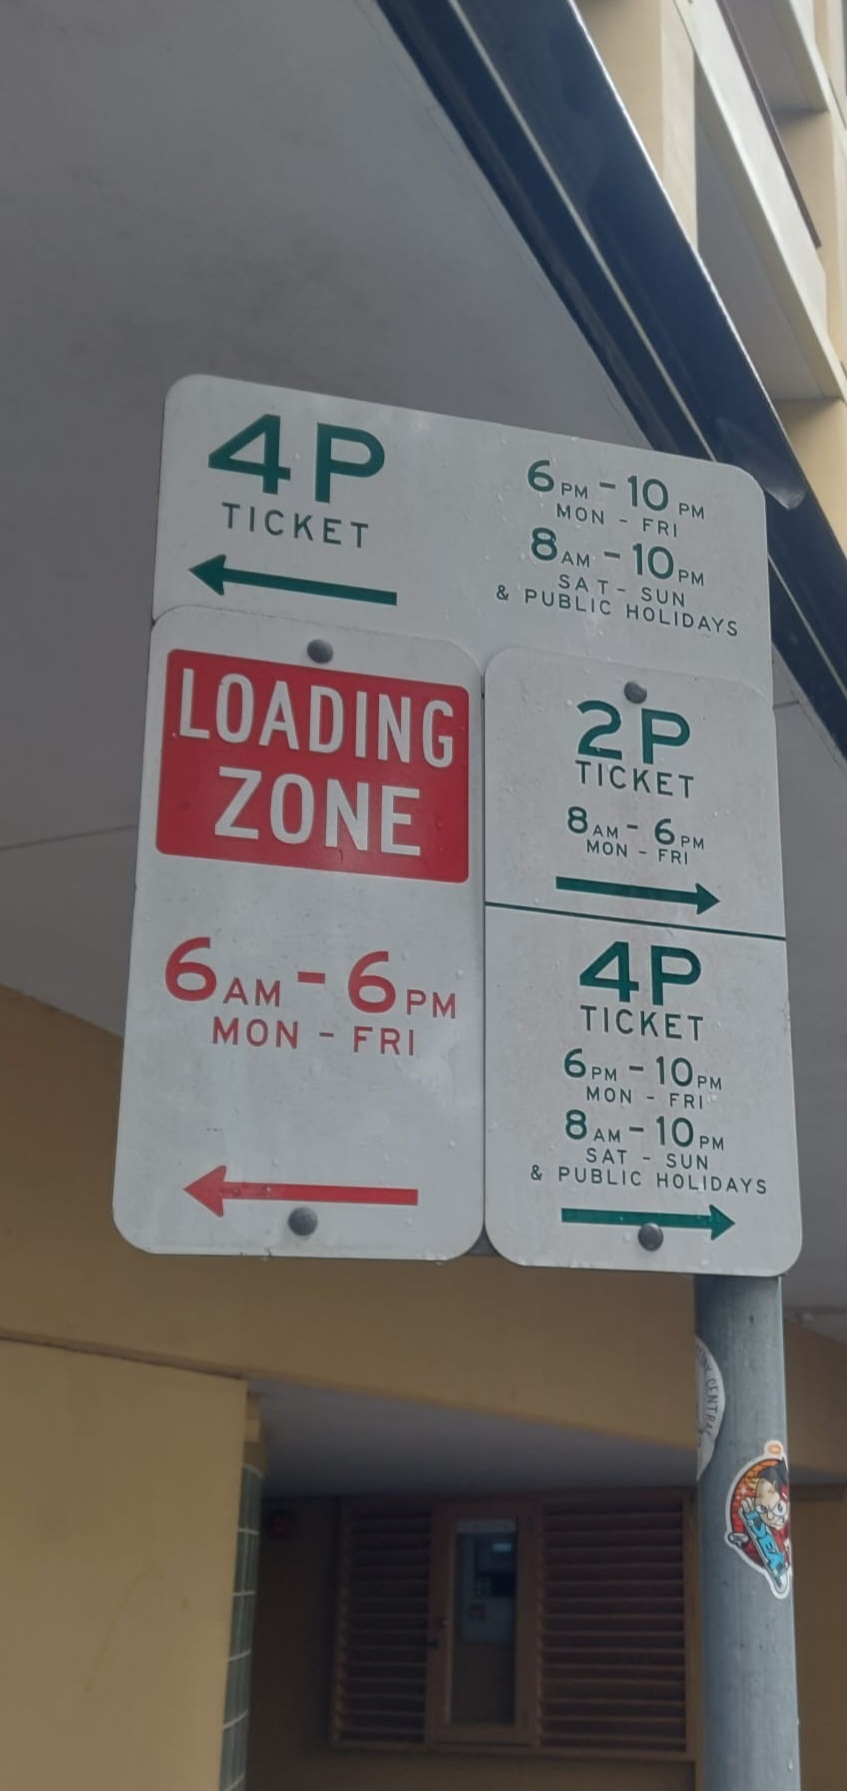 4P
TICKET
6PM - 10PM
MON - FRI
8AM - 10PM
SAT - SUN
& PUBLIC HOLIDAYS
LOADING
ZONE
6AM - 6PM
MON - FRI
2P
TICKET
8AM - 6PM
MON - FRI
4P
TICKET
6PM - 10PM
MON - FRI
8AM - 10PM
SAT - SUN
& PUBLIC HOLIDAYS
CENTRAL